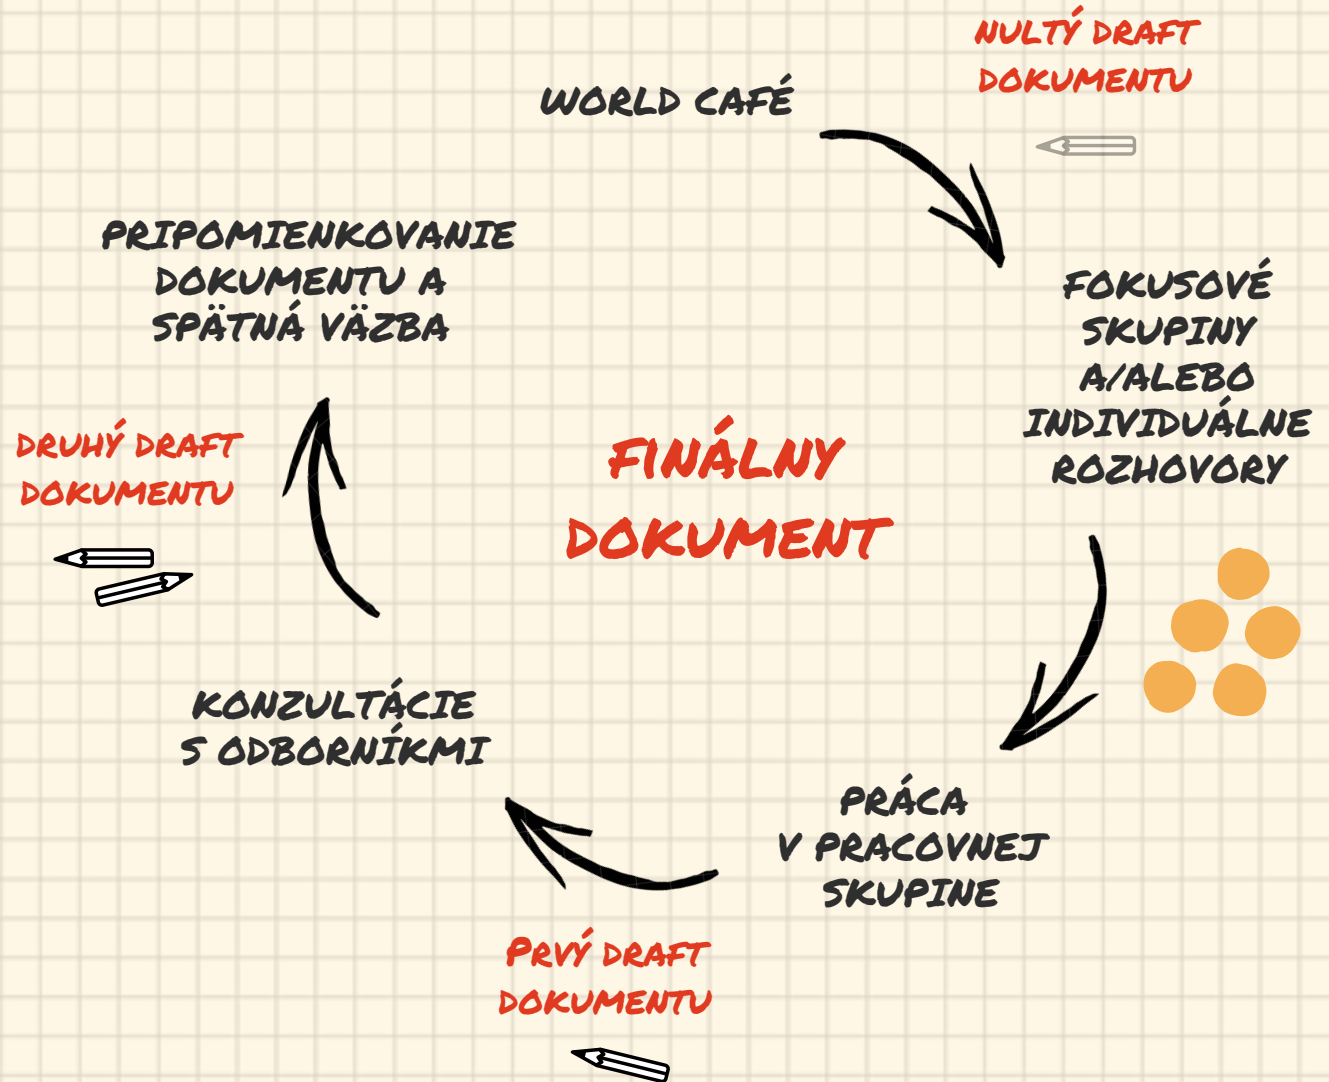 NULTÝ DRAFT
DOKUMENTU
WORLD CAFÉ
FOKUSOVÉ
SKUPINY
A/ALEBO
INDIVIDUÁLNE
ROZHOVORY
PRÁCA
V PRACOVNEJ
SKUPINE
PRVÝ DRAFT
DOKUMENTU
KONZULTÁCIE
S ODBORNÍKMI
DRUHÝ DRAFT
DOKUMENTU
PRIPOMIENKOVANIE
DOKUMENTU A
SPÄTNÁ VÄZBA
FINÁLNY
DOKUMENT